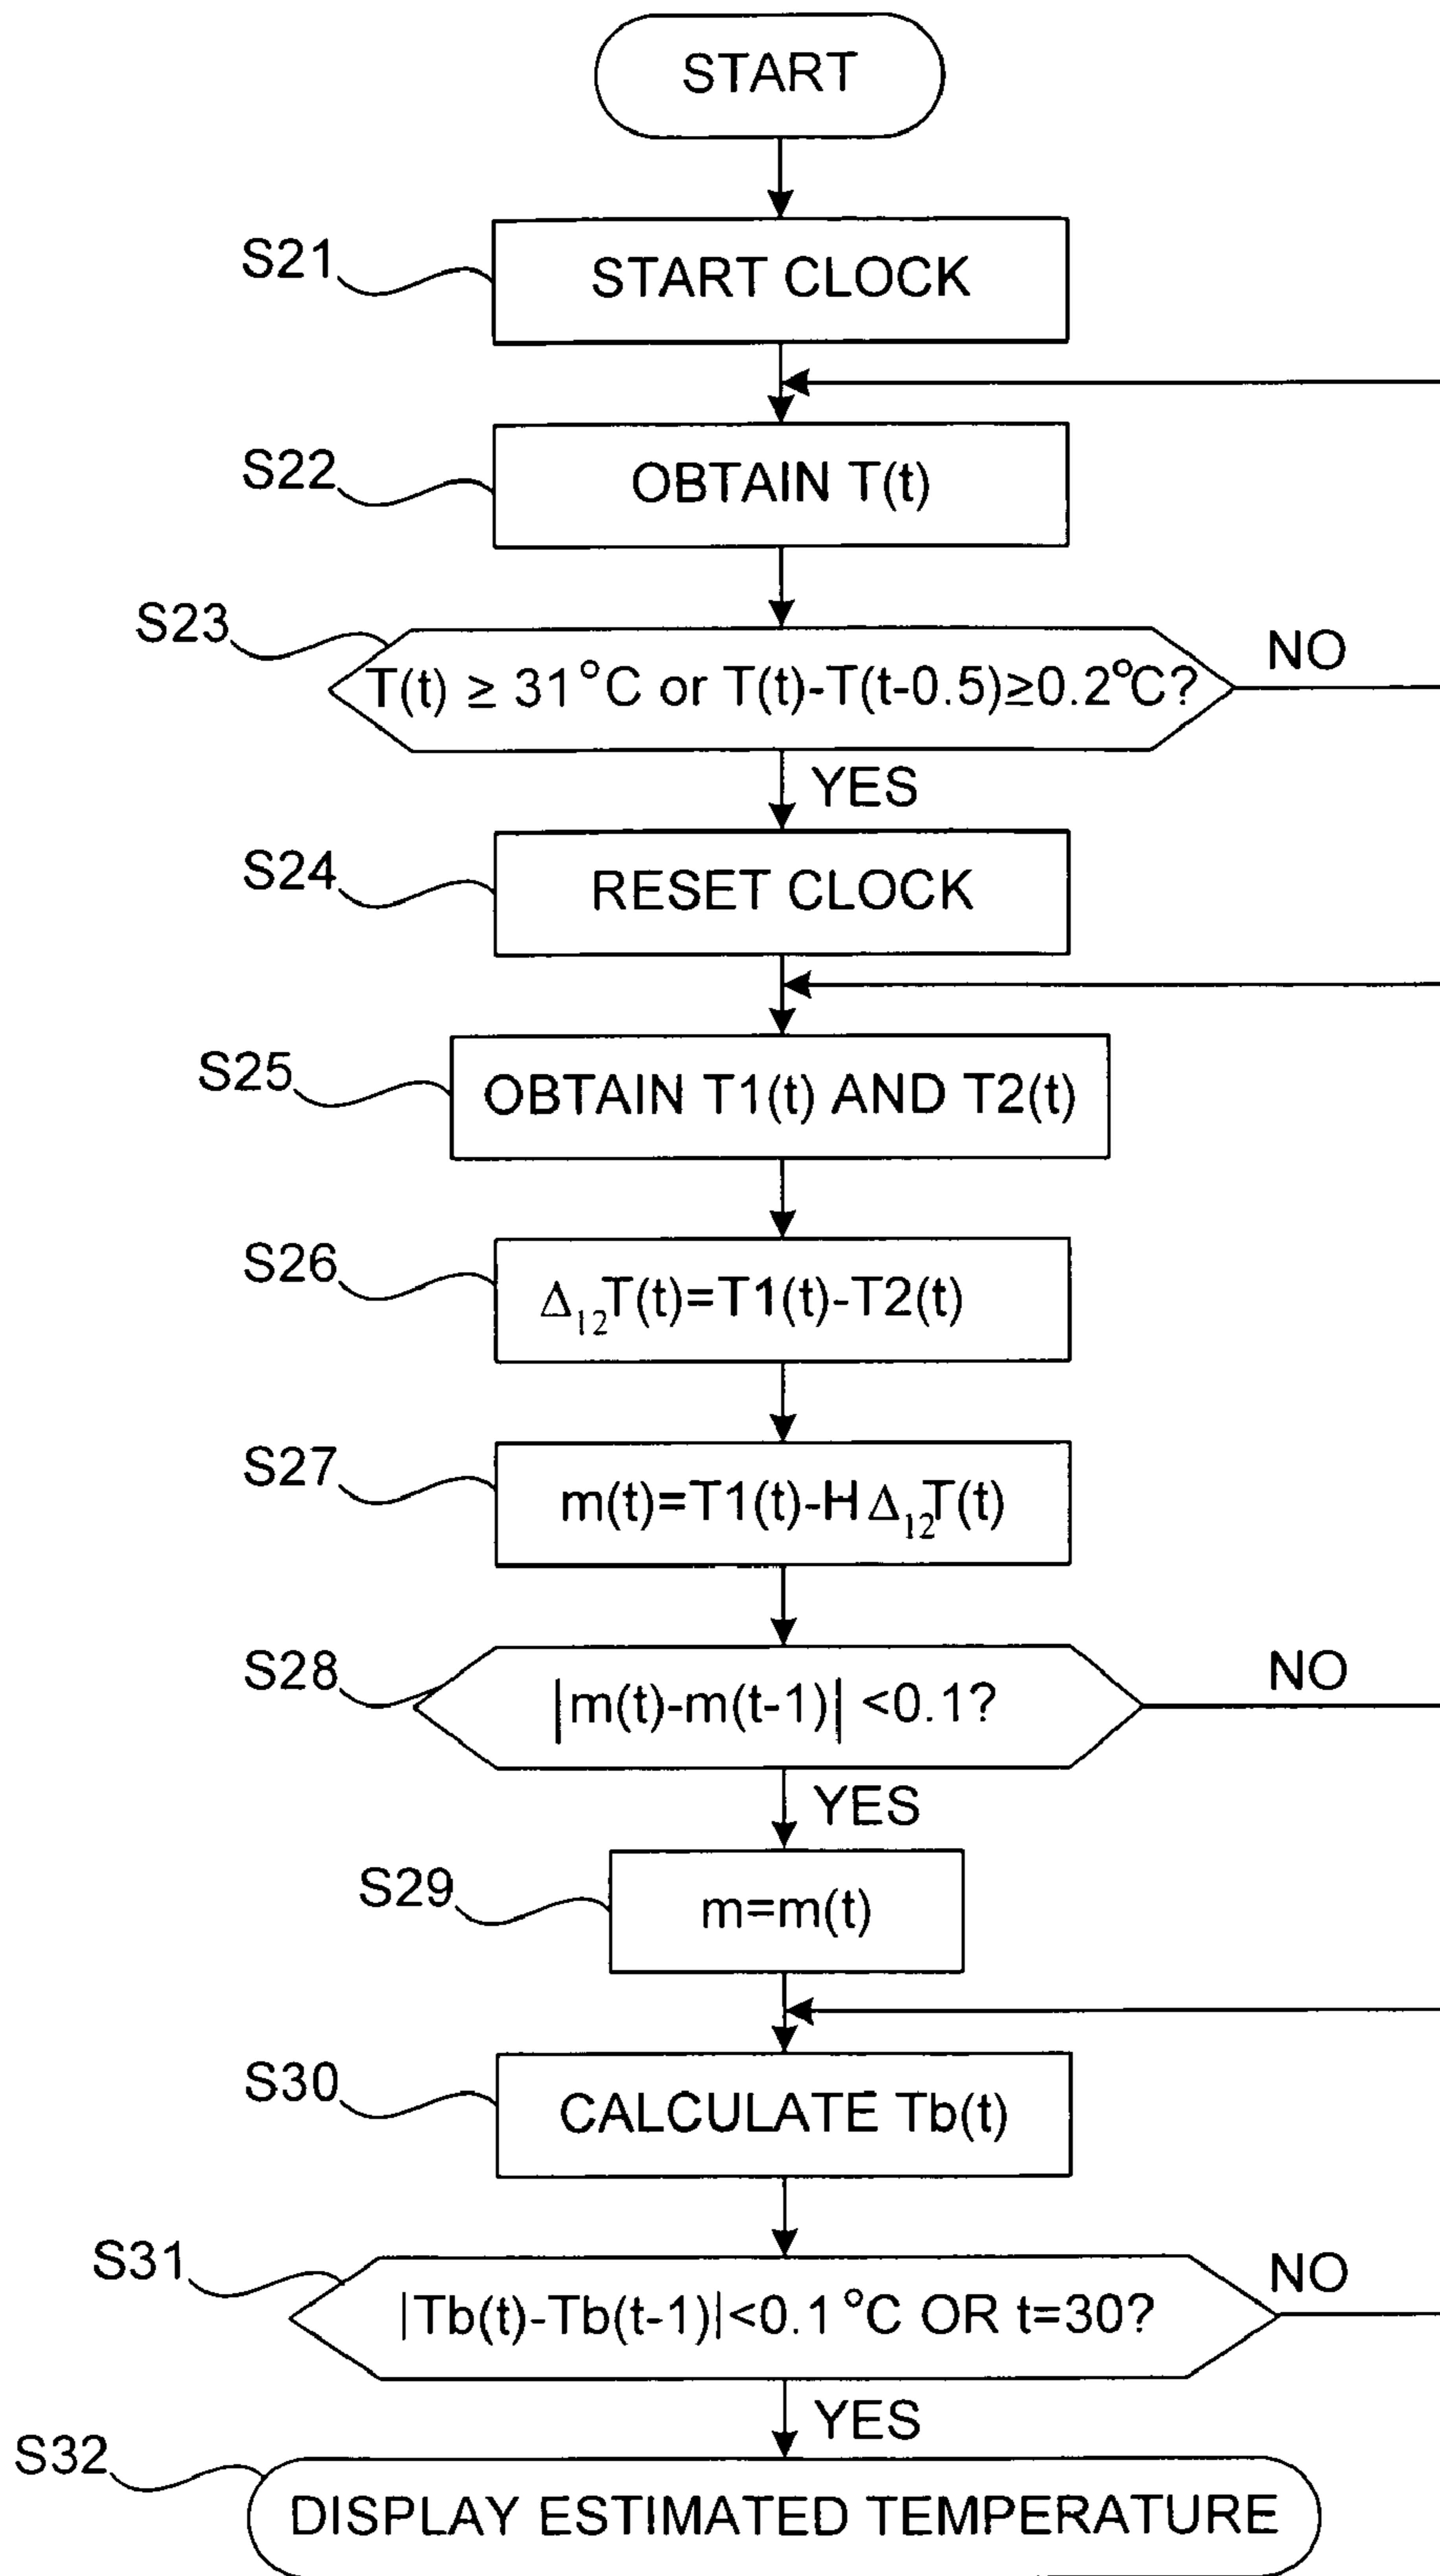 START
S21
START CLOCK
S22
OBTAIN T(t)
S23
T(t) ≥ 31°C or T(t)-T(t-0.5)≥0.2°C?
NO
YES
S24
RESET CLOCK
S25
OBTAIN T1(t) AND T2(t)
S26
Δ₁₂T(t)=T1(t)-T2(t)
S27
m(t)=T1(t)-HΔ₁₂T(t)
S28
|m(t)-m(t-1)| <0.1?
NO
YES
S29
m=m(t)
S30
CALCULATE Tb(t)
S31
|Tb(t)-Tb(t-1)|<0.1°C OR t=30?
NO
YES
S32
DISPLAY ESTIMATED TEMPERATURE